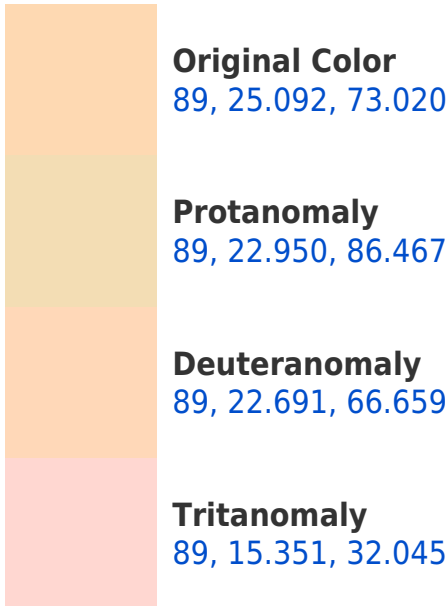 Original Color
89, 25.092, 73.020
Protanomaly
89, 22.950, 86.467
Deuteranomaly
89, 22.691, 66.659
Tritanomaly
89, 15.351, 32.045